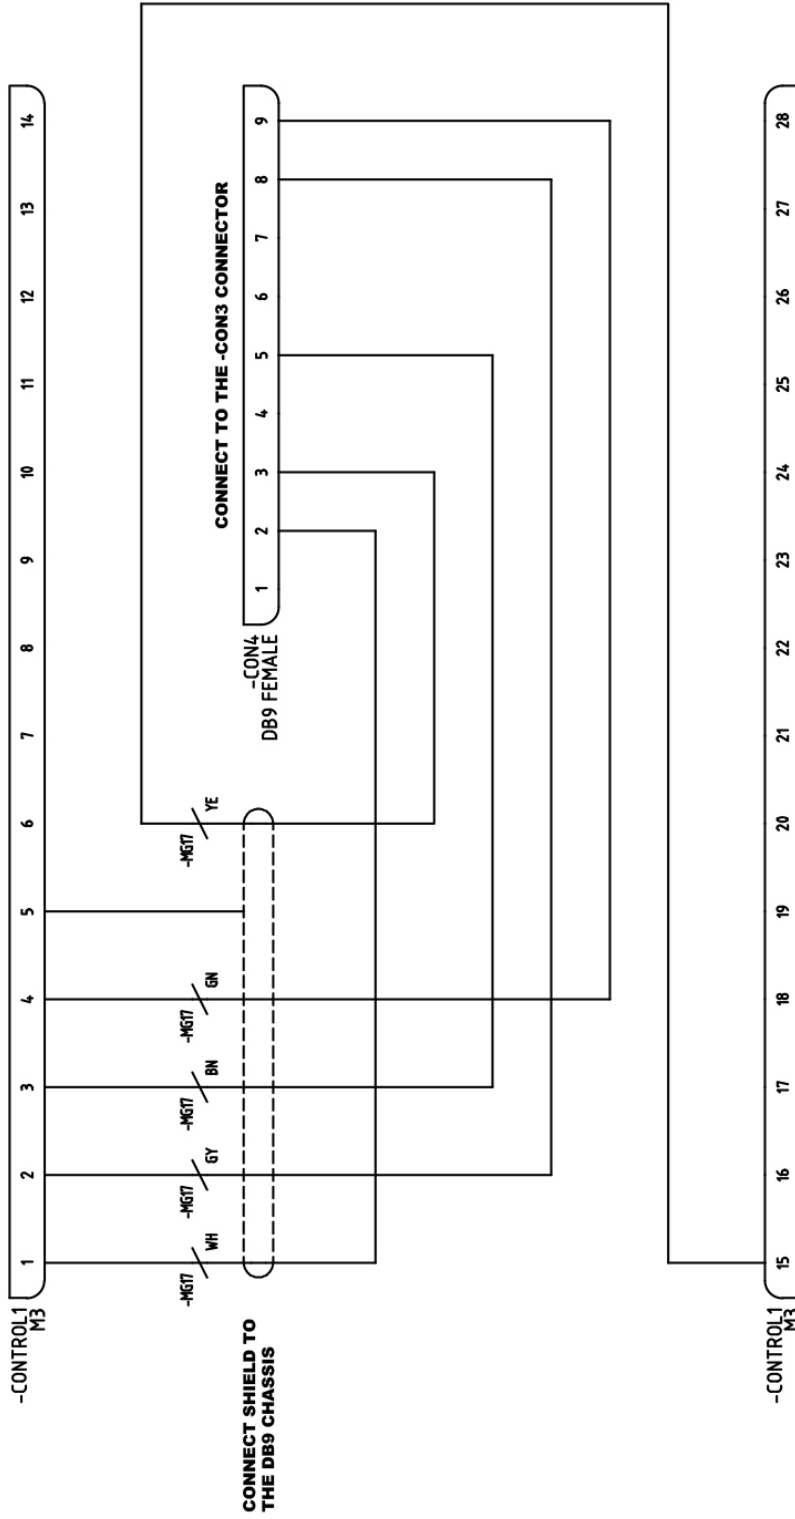 -CONTROL1
M3
1 2 3 4 5 6 7 8 9 10 11 12 13 14
-MG17 -MG17 -MG17 -MG17 -MG17
WH GY BN GN YE
CONNECT TO THE -CON3 CONNECTOR
CONNECT SHIELD TO
THE DB9 CHASSIS
-CON4
DB9 FEMALE
1 2 3 4 5 6 7 8 9
-CONTROL1
M3
15 16 17 18 19 20 21 22 23 24 25 26 27 28